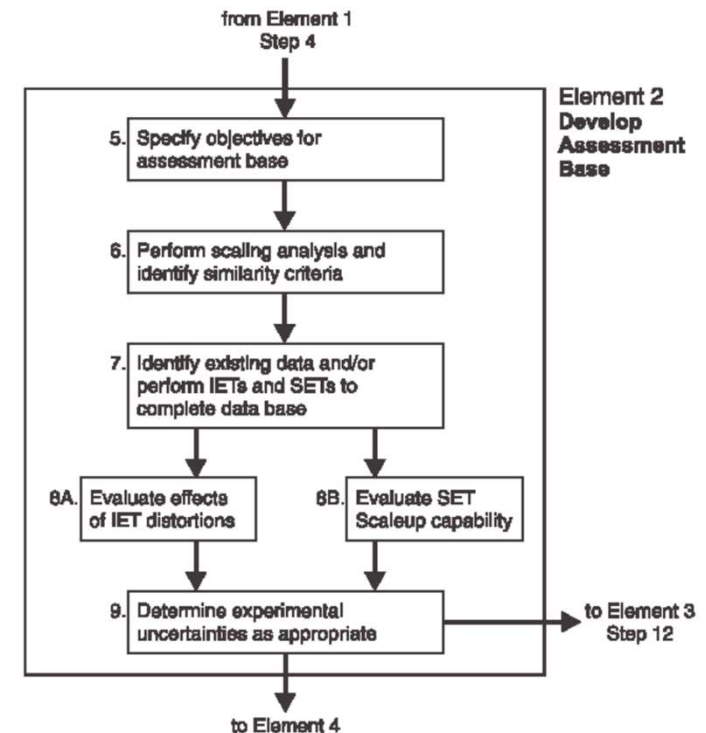 from Element 1
Step 4
Element 2
Develop
Assessment
Base
5. Specify objectives for
assessment base
6. Perform scaling analysis and
identify similarity criteria
7. Identify existing data and/or
perform IETs and SETs to
complete data base
8A. Evaluate effects
of IET distortions
8B. Evaluate SET
Scaleup capability
9. Determine experimental
uncertainties as appropriate
to Element 3
Step 12
to Element 4